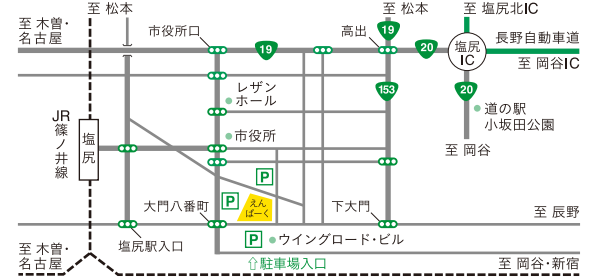 至 松本
至 松本
至 塩尻北IC
至 木曽・
名古屋
市役所口
高出
19
19
20
塩尻
IC
長野自動車道
至 岡谷IC
レザン
ホール
153
20
道の駅
小坂田公園
JR
篠ノ井線
塩尻
市役所
至 岡谷
P
P
えん
ぱーく
大門八番町
下大門
至 辰野
塩尻駅入口
P
ウイングロード・ビル
至 木曽・
名古屋
⇧駐車場入口
至 岡谷・新宿